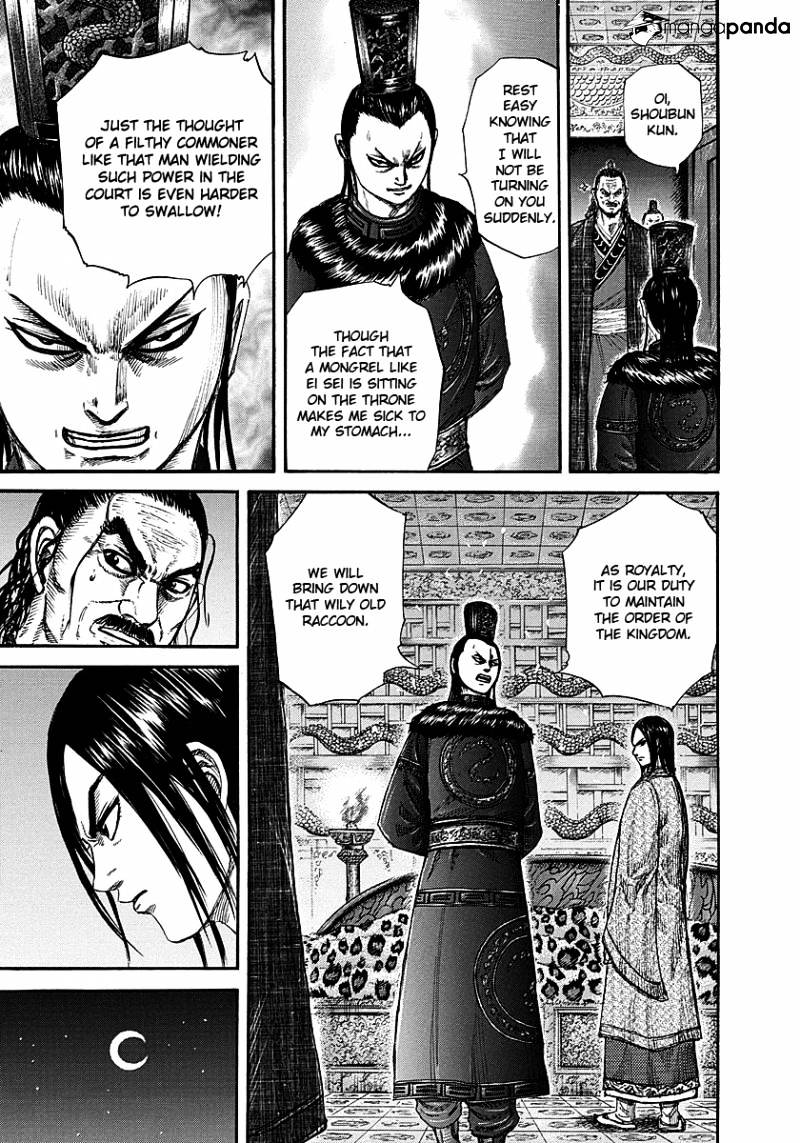 mangapanda
OI,
SHOUBUN
KUN.
REST
EASY
KNOWING
THAT
I WILL
NOT BE
TURNING
ON YOU
SUDDENLY.
THOUGH
THE FACT THAT
A MONGREL LIKE
EI SEI IS SITTING
ON THE THRONE
MAKES ME SICK TO
MY STOMACH...
JUST THE THOUGHT
OF A FILTHY COMMONER
LIKE THAT MAN WIELDING
SUCH POWER IN THE
COURT IS EVEN HARDER
TO SWALLOW!
AS ROYALTY,
IT IS OUR DUTY
TO MAINTAIN
THE ORDER OF
THE KINGDOM.
WE WILL
BRING DOWN
THAT WILY OLD
RACCOON.